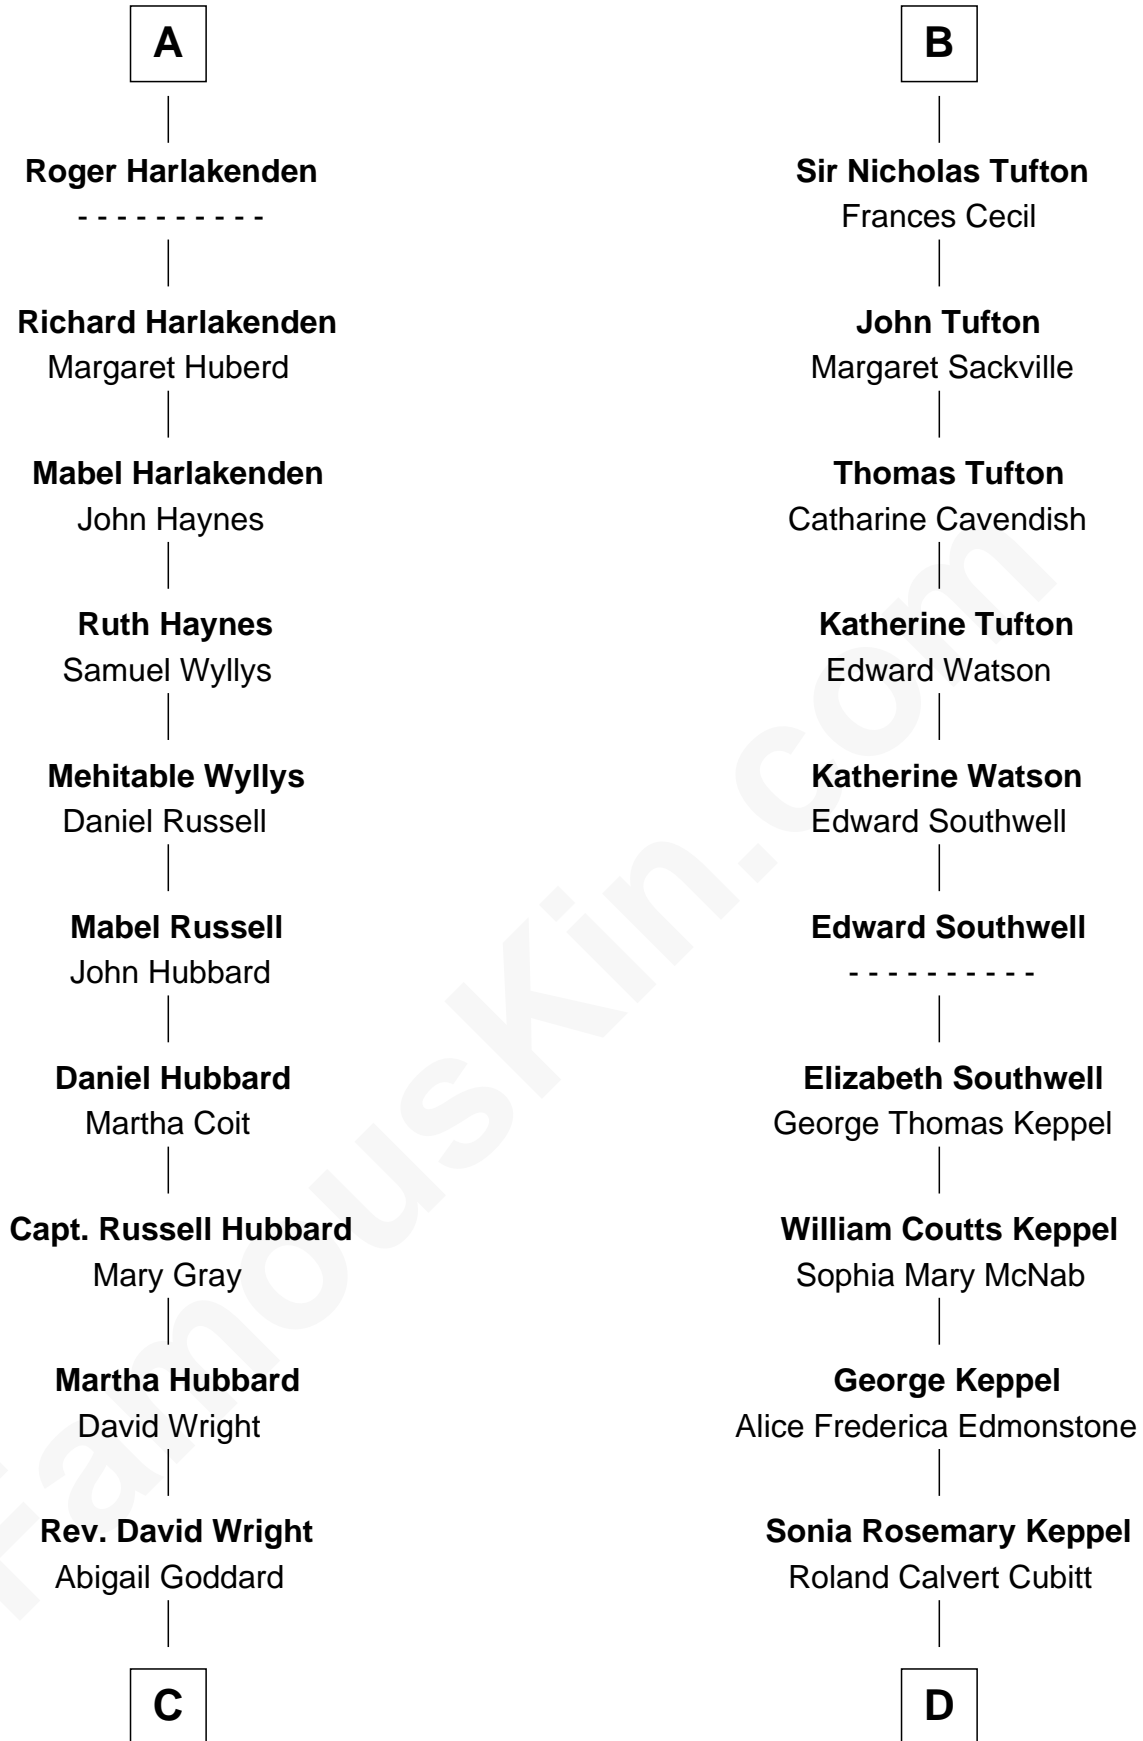 A
Roger Harlakenden
- - - - - - - - - -
Richard Harlakenden
Margaret Huberd
Mabel Harlakenden
John Haynes
Ruth Haynes
Samuel Wyllys
Mehitable Wyllys
Daniel Russell
Mabel Russell
John Hubbard
Daniel Hubbard
Martha Coit
Capt. Russell Hubbard
Mary Gray
Martha Hubbard
David Wright
Rev. David Wright
Abigail Goddard
C
B
Sir Nicholas Tufton
Frances Cecil
John Tufton
Margaret Sackville
Thomas Tufton
Catharine Cavendish
Katherine Tufton
Edward Watson
Katherine Watson
Edward Southwell
Edward Southwell
- - - - - - - - - -
Elizabeth Southwell
George Thomas Keppel
William Coutts Keppel
Sophia Mary McNab
George Keppel
Alice Frederica Edmonstone
Sonia Rosemary Keppel
Roland Calvert Cubitt
D
FamousKin.com